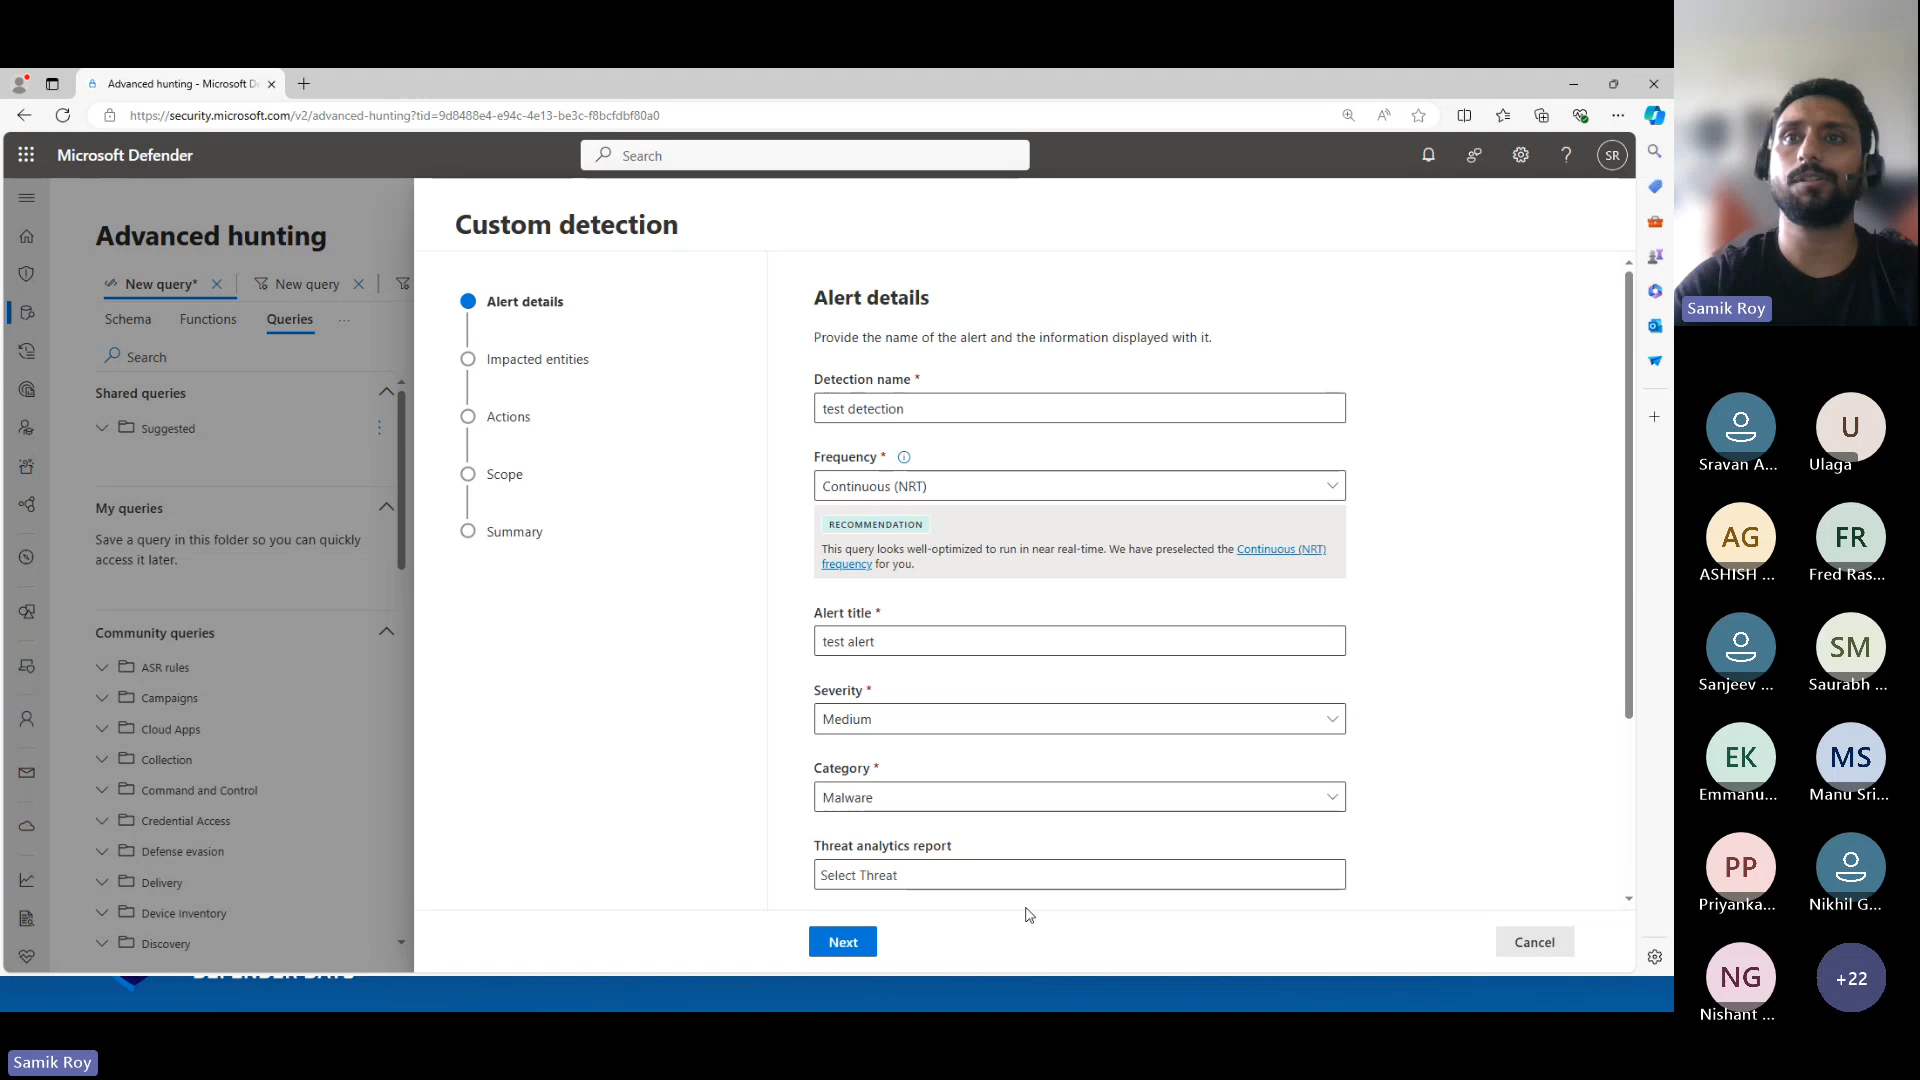 Advanced hunting - Microsoft De
https://security.microsoft.com/v2/advanced-hunting?tid=9d8488e4-e94c-4e13-be3c-f8bcfdbf80a0
Microsoft Defender
Search
SR
Advanced hunting
New query*
New query
Schema
Functions
Queries
Search
Shared queries
Suggested
My queries
Save a query in this folder so you can quickly
access it later.
Community queries
ASR rules
Campaigns
Cloud Apps
Collection
Command and Control
Credential Access
Defense evasion
Delivery
Device Inventory
Discovery
Custom detection
Alert details
Impacted entities
Actions
Scope
Summary
Alert details
Provide the name of the alert and the information displayed with it.
Detection name *
test detection
Frequency *
Continuous (NRT)
RECOMMENDATION
This query looks well-optimized to run in near real-time. We have preselected the Continuous (NRT)
frequency for you.
Alert title *
test alert
Severity *
Medium
Category *
Malware
Threat analytics report
Select Threat
Next
Cancel
Samik Roy
Sravan A...
U
Ulaga
AG
ASHISH ...
FR
Fred Ras...
Sanjeev ...
SM
Saurabh ...
EK
Emmanu...
MS
Manu Sri...
PP
Priyanka...
Nikhil G...
NG
Nishant ...
+22
Samik Roy